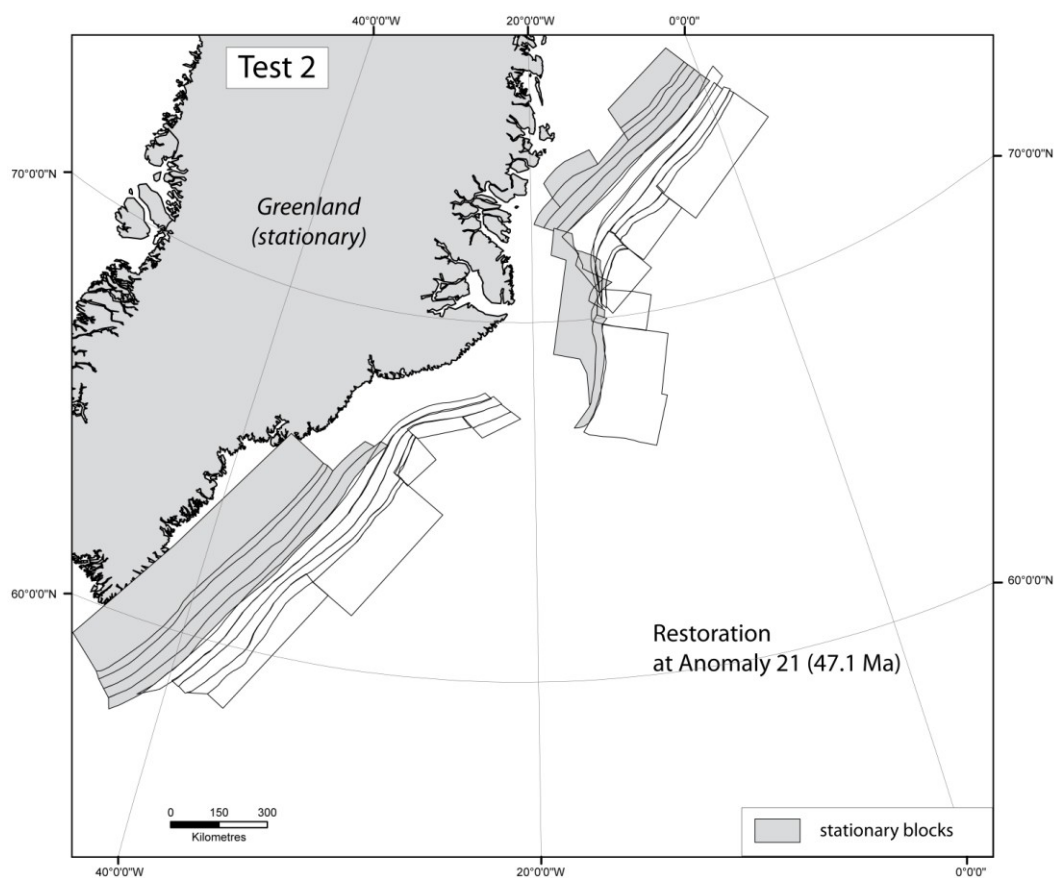 40°0'0"W
20°0'0"W
0°0'0"
Test 2
70°0'0"N
70°0'0"N
Greenland
(stationary)
60°0'0"N
60°0'0"N
Restoration
at Anomaly 21 (47.1 Ma)
0 150 300
Kilometres
stationary blocks
40°0'0"W
20°0'0"W
0°0'0"